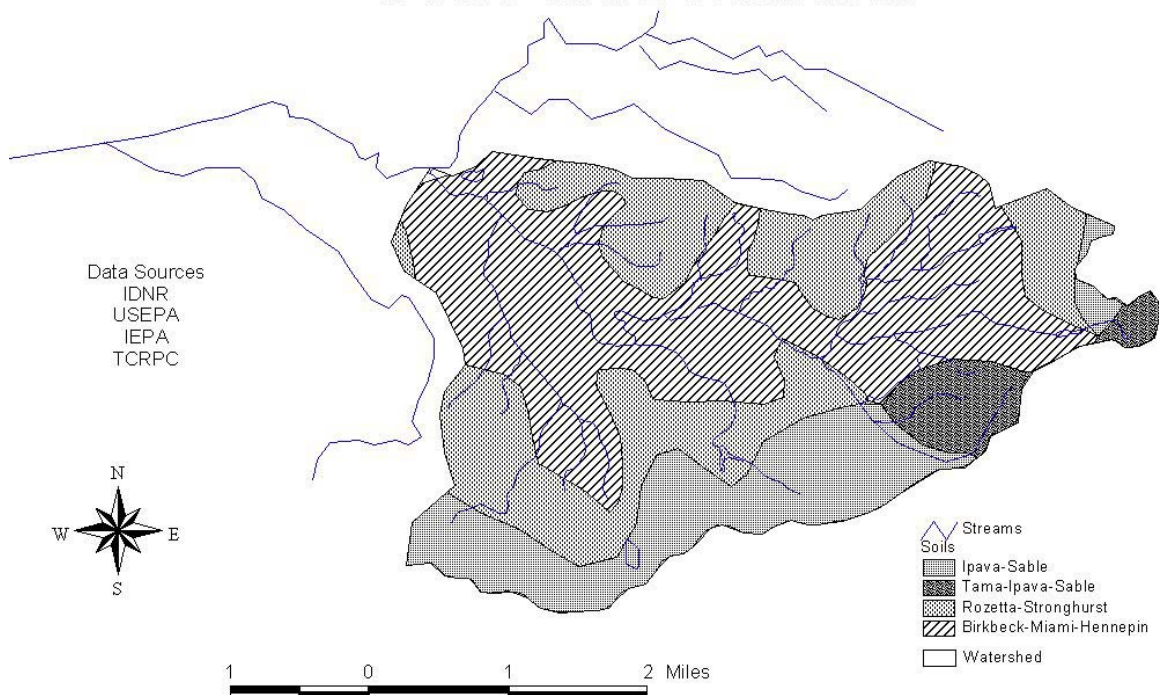 Data Sources
IDNR
USEPA
IEPA
TCRPC
N
W E
S
Streams
Soils
Ipava-Sable
Tama-Ipava-Sable
Rozetta-Stronghurst
Birkbeck-Miami-Hennepin
Watershed
1 0 1 2 Miles